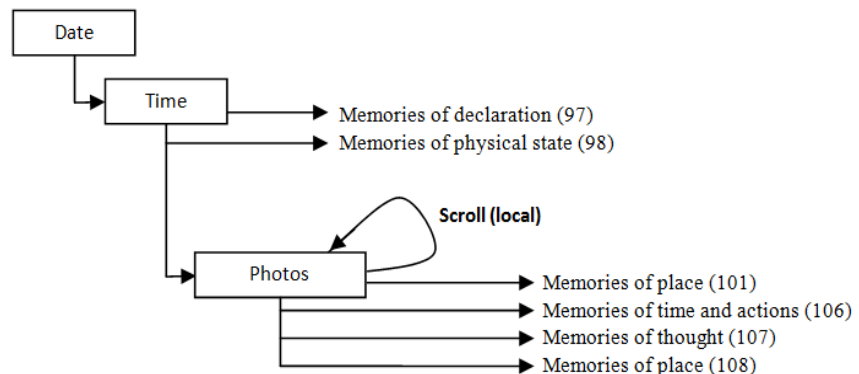 Date
Time
Memories of declaration (97)
Memories of physical state (98)
Scroll (local)
Photos
Memories of place (101)
Memories of time and actions (106)
Memories of thought (107)
Memories of place (108)